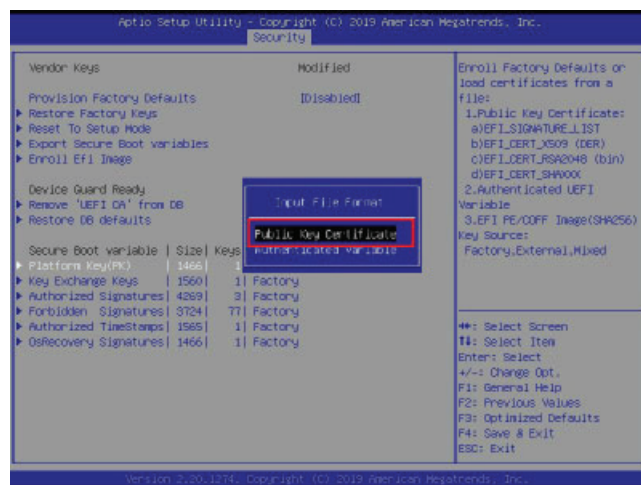 Aptio Setup Utility - Copyright (C) 2019 American Megatrends, Inc.
Security
Vendor Keys Modified
Provision Factory Defaults [Disabled]
Restore Factory Keys
Reset To Setup Mode
Export Secure Boot variables
Enroll Efi Image
Device Guard Ready
Remove 'UEFI CA' from DB
Restore DB defaults
Secure Boot variable | Size| Keys
Platform Key(PK) | 1466| 1
Key Exchange Keys | 1560| 1| Factory
Authorized Signatures| 4269| 3| Factory
Forbidden Signatures| 3724| 77| Factory
Authorized TimeStamps| 1565| 1| Factory
OsRecovery Signatures| 1466| 1| Factory
Input File Format
Public Key Certificate
Authenticated Variable
Enroll Factory Defaults or
load certificates from a
file:
1.Public Key Certificate:
a)EFI_SIGNATURE_LIST
b)EFI_CERT_X509 (DER)
c)EFI_CERT_RSA2048 (bin)
d)EFI_CERT_SHAXXX
2.Authenticated UEFI
Variable
3.EFI PE/COFF Image(SHA256)
Key Source:
Factory,External,Mixed
↔: Select Screen
↑↓: Select Item
Enter: Select
+/-: Change Opt.
F1: General Help
F2: Previous Values
F3: Optimized Defaults
F4: Save & Exit
ESC: Exit
Version 2.20.1274. Copyright (C) 2019 American Megatrends, Inc.